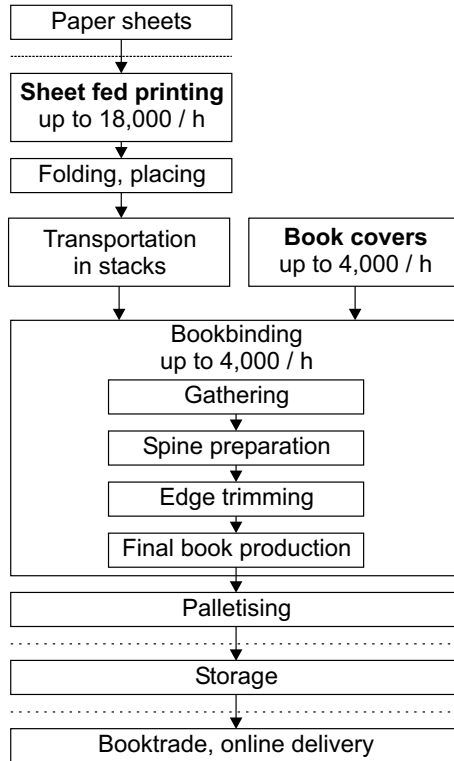 Paper sheets
Sheet fed printing
up to 18,000 / h
Folding, placing
Transportation
in stacks
Book covers
up to 4,000 / h
Bookbinding
up to 4,000 / h
Gathering
Spine preparation
Edge trimming
Final book production
Palletising
Storage
Booktrade, online delivery